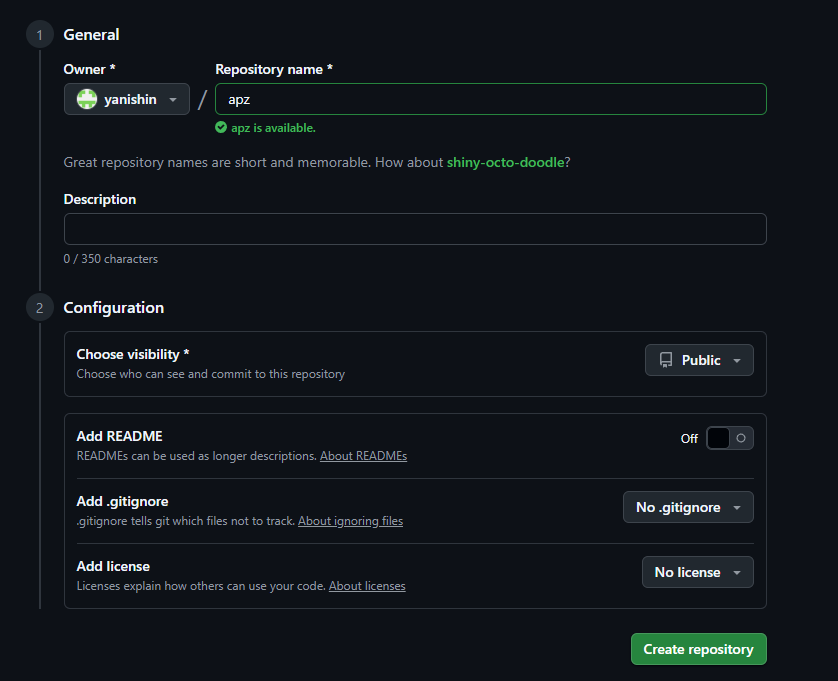 1 General
Owner * Repository name *
yanishin / apz
apz is available.
Great repository names are short and memorable. How about shiny-octo-doodle?
Description
0 / 350 characters
2 Configuration
Choose visibility *
Public
Choose who can see and commit to this repository
Add README
Off
READMEs can be used as longer descriptions. About READMEs
Add .gitignore
No .gitignore
.gitignore tells git which files not to track. About ignoring files
Add license
No license
Licenses explain how others can use your code. About licenses
Create repository